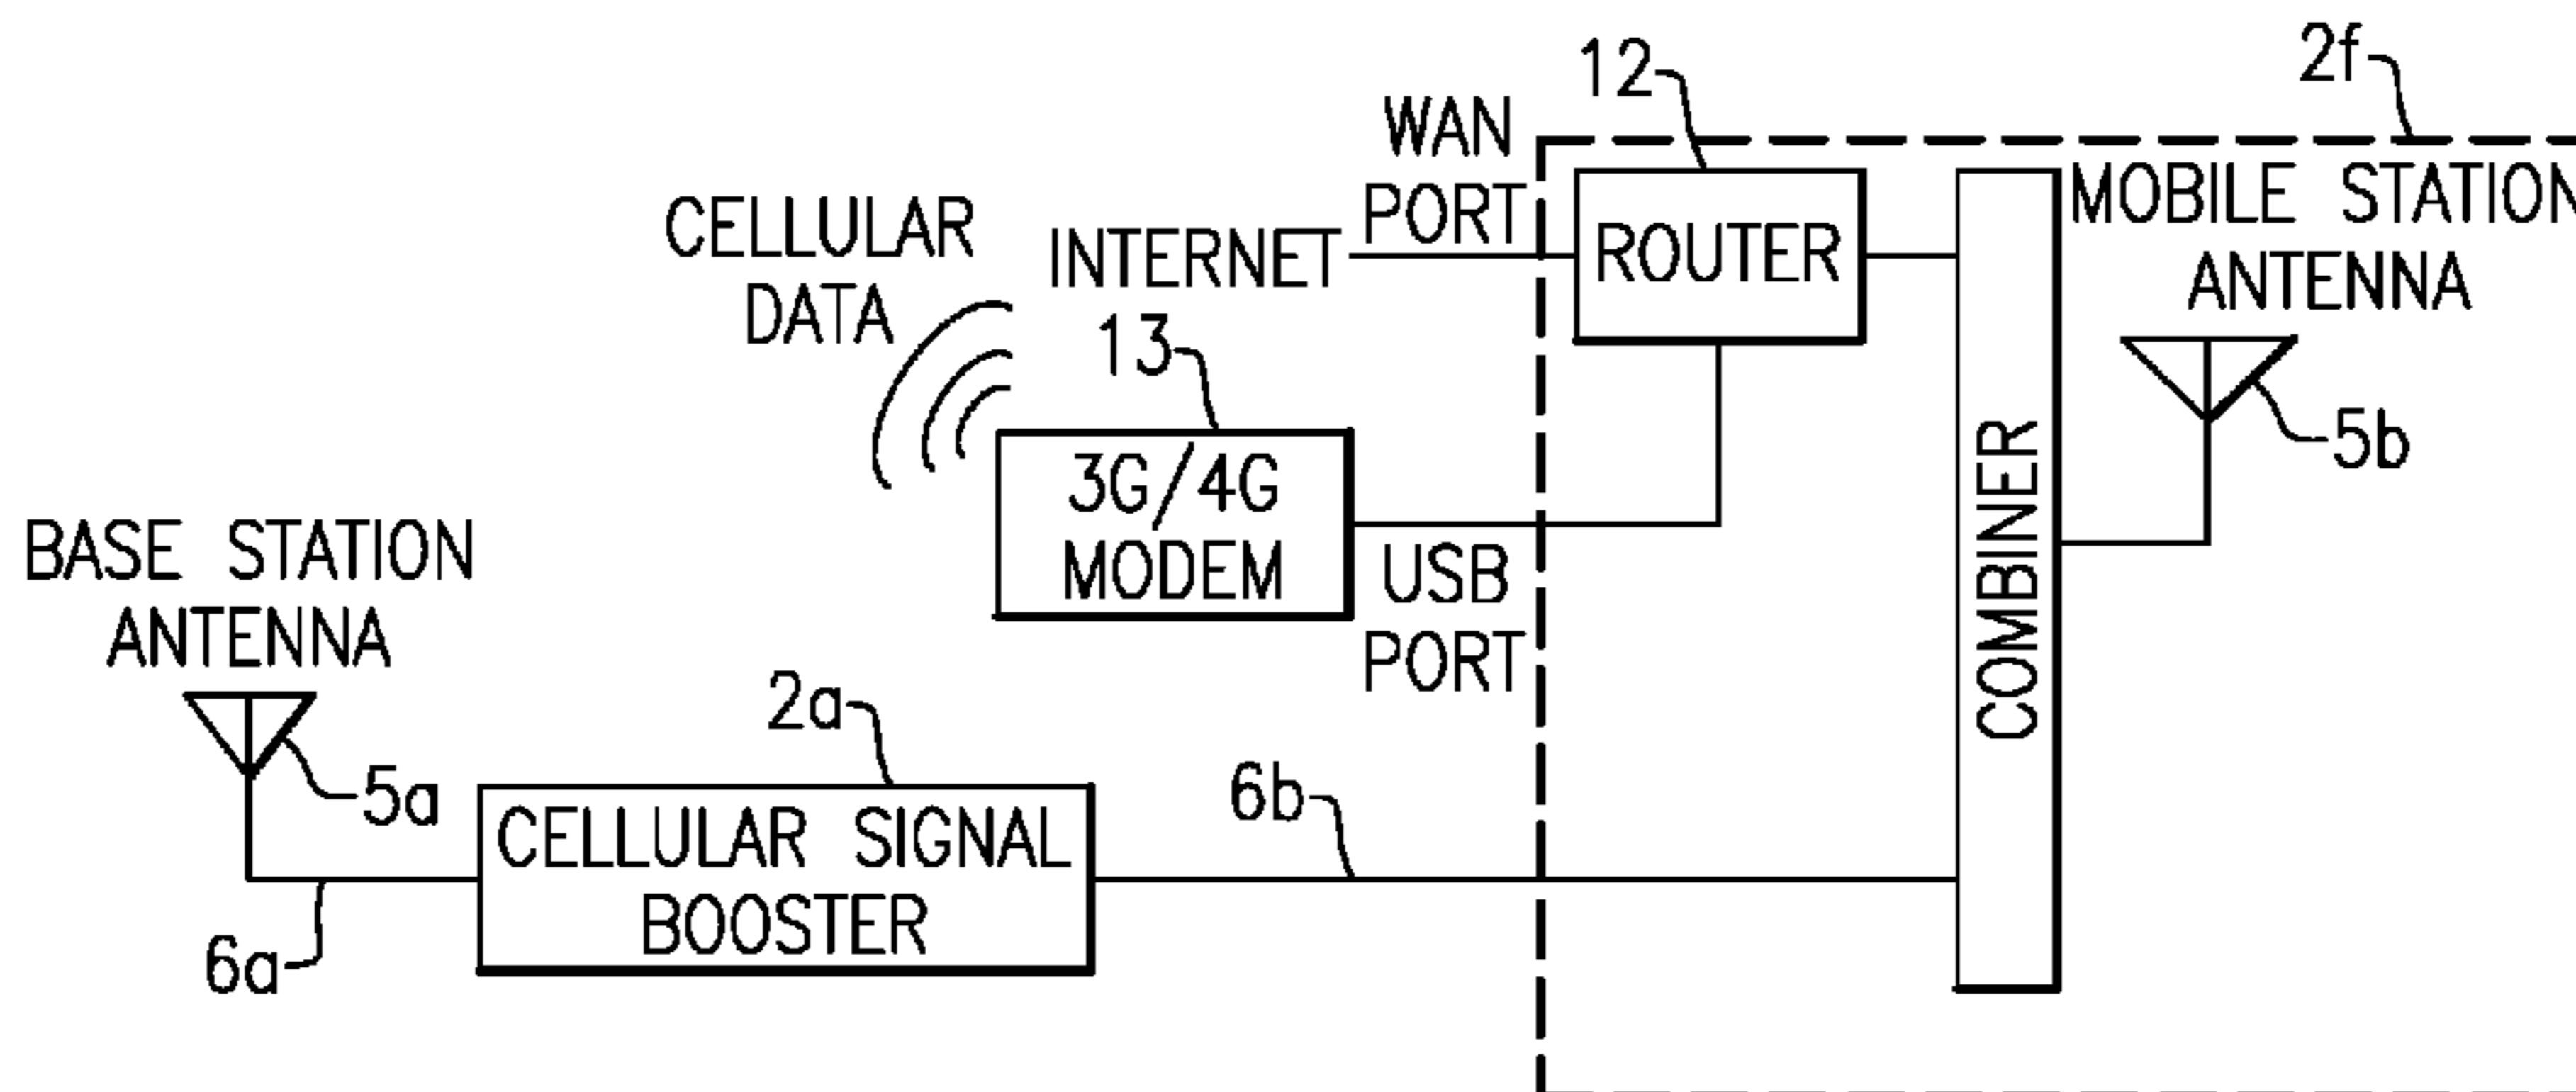 2f
12
WAN
PORT
MOBILE STATION
ANTENNA
CELLULAR
DATA
INTERNET
ROUTER
13
3G/4G
MODEM
USB
PORT
5b
COMBINER
BASE STATION
ANTENNA
5a
2a
6b
CELLULAR SIGNAL
BOOSTER
6a